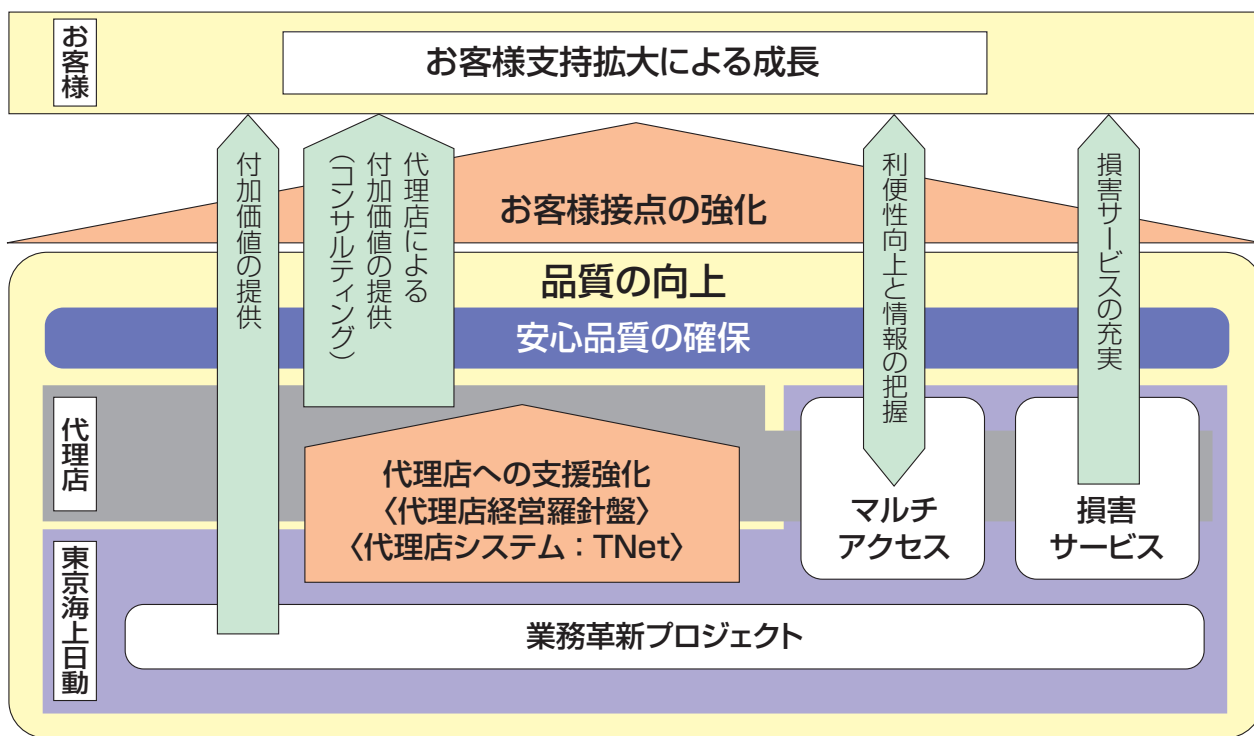 お客様
お客様支持拡大による成長
付加価値の提供
代理店による
付加価値の提供
(コンサルティング)
お客様接点の強化
利便性向上と情報の把握
損害サービスの充実
品質の向上
安心品質の確保
代理店
代理店への支援強化
〈代理店経営羅針盤〉
〈代理店システム：TNet〉
マルチ
アクセス
損害
サービス
東京海上日動
業務革新プロジェクト